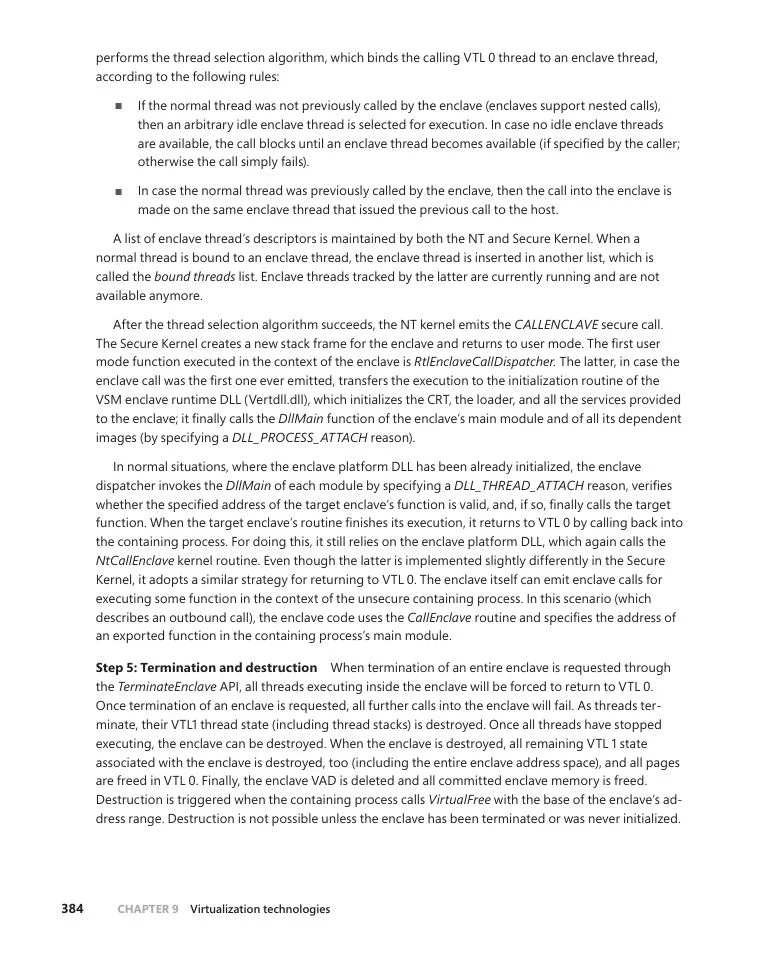 performs the thread selection algorithm, which binds the calling VTL 0 thread to an enclave thread,
according to the following rules:
■ If the normal thread was not previously called by the enclave (enclaves support nested calls),
then an arbitrary idle enclave thread is selected for execution. In case no idle enclave threads
are available, the call blocks until an enclave thread becomes available (if specified by the caller;
otherwise the call simply fails).
■ In case the normal thread was previously called by the enclave, then the call into the enclave is
made on the same enclave thread that issued the previous call to the host.
A list of enclave thread’s descriptors is maintained by both the NT and Secure Kernel. When a
normal thread is bound to an enclave thread, the enclave thread is inserted in another list, which is
called the bound threads list. Enclave threads tracked by the latter are currently running and are not
available anymore.
After the thread selection algorithm succeeds, the NT kernel emits the CALLENCLAVE secure call.
The Secure Kernel creates a new stack frame for the enclave and returns to user mode. The first user
mode function executed in the context of the enclave is RtlEnclaveCallDispatcher. The latter, in case the
enclave call was the first one ever emitted, transfers the execution to the initialization routine of the
VSM enclave runtime DLL (Vertdll.dll), which initializes the CRT, the loader, and all the services provided
to the enclave; it finally calls the DllMain function of the enclave’s main module and of all its dependent
images (by specifying a DLL_PROCESS_ATTACH reason).
In normal situations, where the enclave platform DLL has been already initialized, the enclave
dispatcher invokes the DllMain of each module by specifying a DLL_THREAD_ATTACH reason, verifies
whether the specified address of the target enclave’s function is valid, and, if so, finally calls the target
function. When the target enclave’s routine finishes its execution, it returns to VTL 0 by calling back into
the containing process. For doing this, it still relies on the enclave platform DLL, which again calls the
NtCallEnclave kernel routine. Even though the latter is implemented slightly differently in the Secure
Kernel, it adopts a similar strategy for returning to VTL 0. The enclave itself can emit enclave calls for
executing some function in the context of the unsecure containing process. In this scenario (which
describes an outbound call), the enclave code uses the CallEnclave routine and specifies the address of
an exported function in the containing process’s main module.
Step 5: Termination and destruction When termination of an entire enclave is requested through
the TerminateEnclave API, all threads executing inside the enclave will be forced to return to VTL 0.
Once termination of an enclave is requested, all further calls into the enclave will fail. As threads ter-
minate, their VTL1 thread state (including thread stacks) is destroyed. Once all threads have stopped
executing, the enclave can be destroyed. When the enclave is destroyed, all remaining VTL 1 state
associated with the enclave is destroyed, too (including the entire enclave address space), and all pages
are freed in VTL 0. Finally, the enclave VAD is deleted and all committed enclave memory is freed.
Destruction is triggered when the containing process calls VirtualFree with the base of the enclave’s ad-
dress range. Destruction is not possible unless the enclave has been terminated or was never initialized.
384 CHAPTER 9 Virtualization technologies